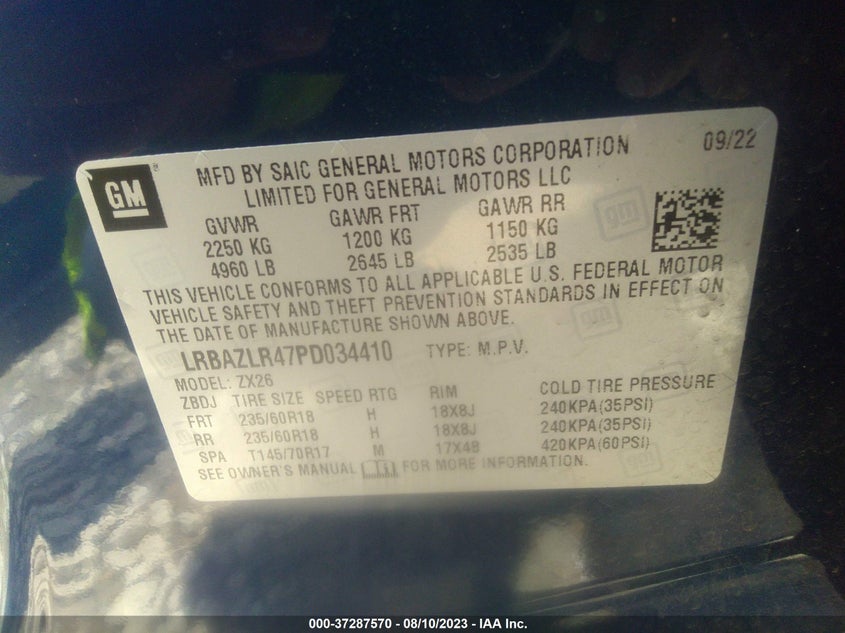 GM
®
MFD BY SAIC GENERAL MOTORS CORPORATION 09/22
LIMITED FOR GENERAL MOTORS LLC
GVWR GAWR FRT GAWR RR
2250 KG 1200 KG 1150 KG
4960 LB 2645 LB 2535 LB
THIS VEHICLE CONFORMS TO ALL APPLICABLE U.S. FEDERAL MOTOR
VEHICLE SAFETY AND THEFT PREVENTION STANDARDS IN EFFECT ON
THE DATE OF MANUFACTURE SHOWN ABOVE.
LRBAZLR47PD034410 TYPE: M.P.V.
MODEL: ZX26
ZBDJ TIRE SIZE SPEED RTG RIM COLD TIRE PRESSURE
FRT 235/60R18 H 18X8J 240KPA(35PSI)
RR 235/60R18 H 18X8J 240KPA(35PSI)
SPA T145/70R17 M 17X4B 420KPA(60PSI)
SEE OWNER'S MANUAL FOR MORE INFORMATION.
000-37287570 - 08/10/2023 - IAA Inc.